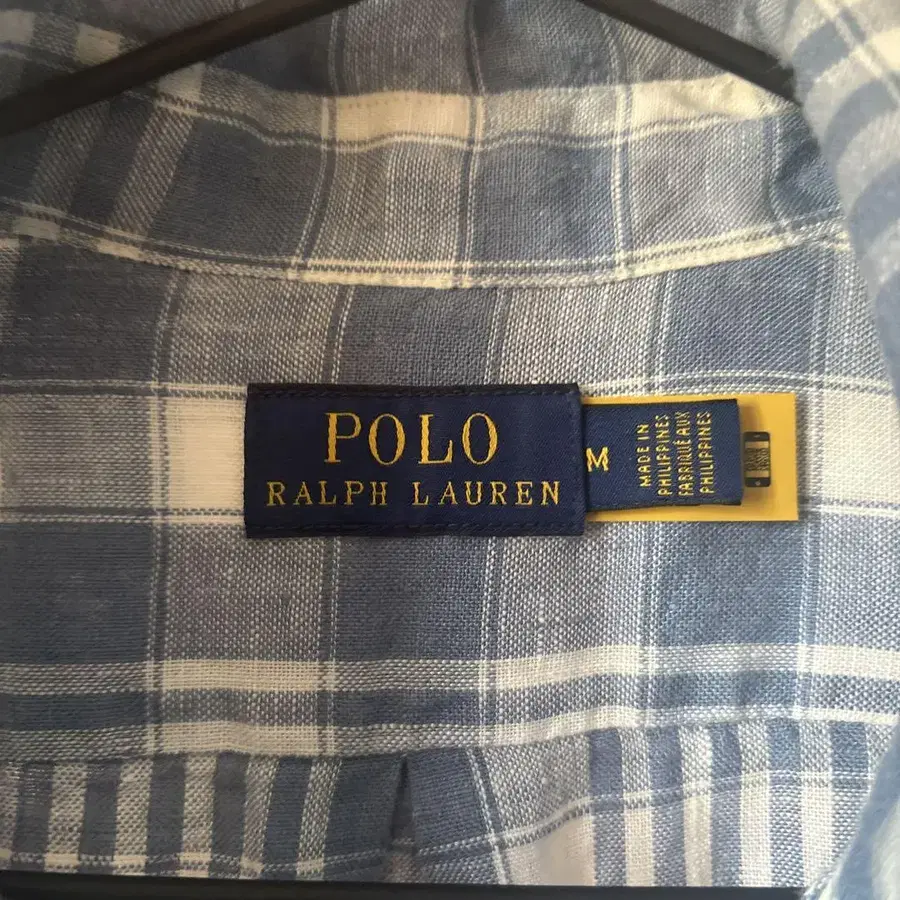 POLO
RALPH LAUREN
M
MADE IN
PHILIPPINES
FABRIQUÉ AUX
PHILIPPINES